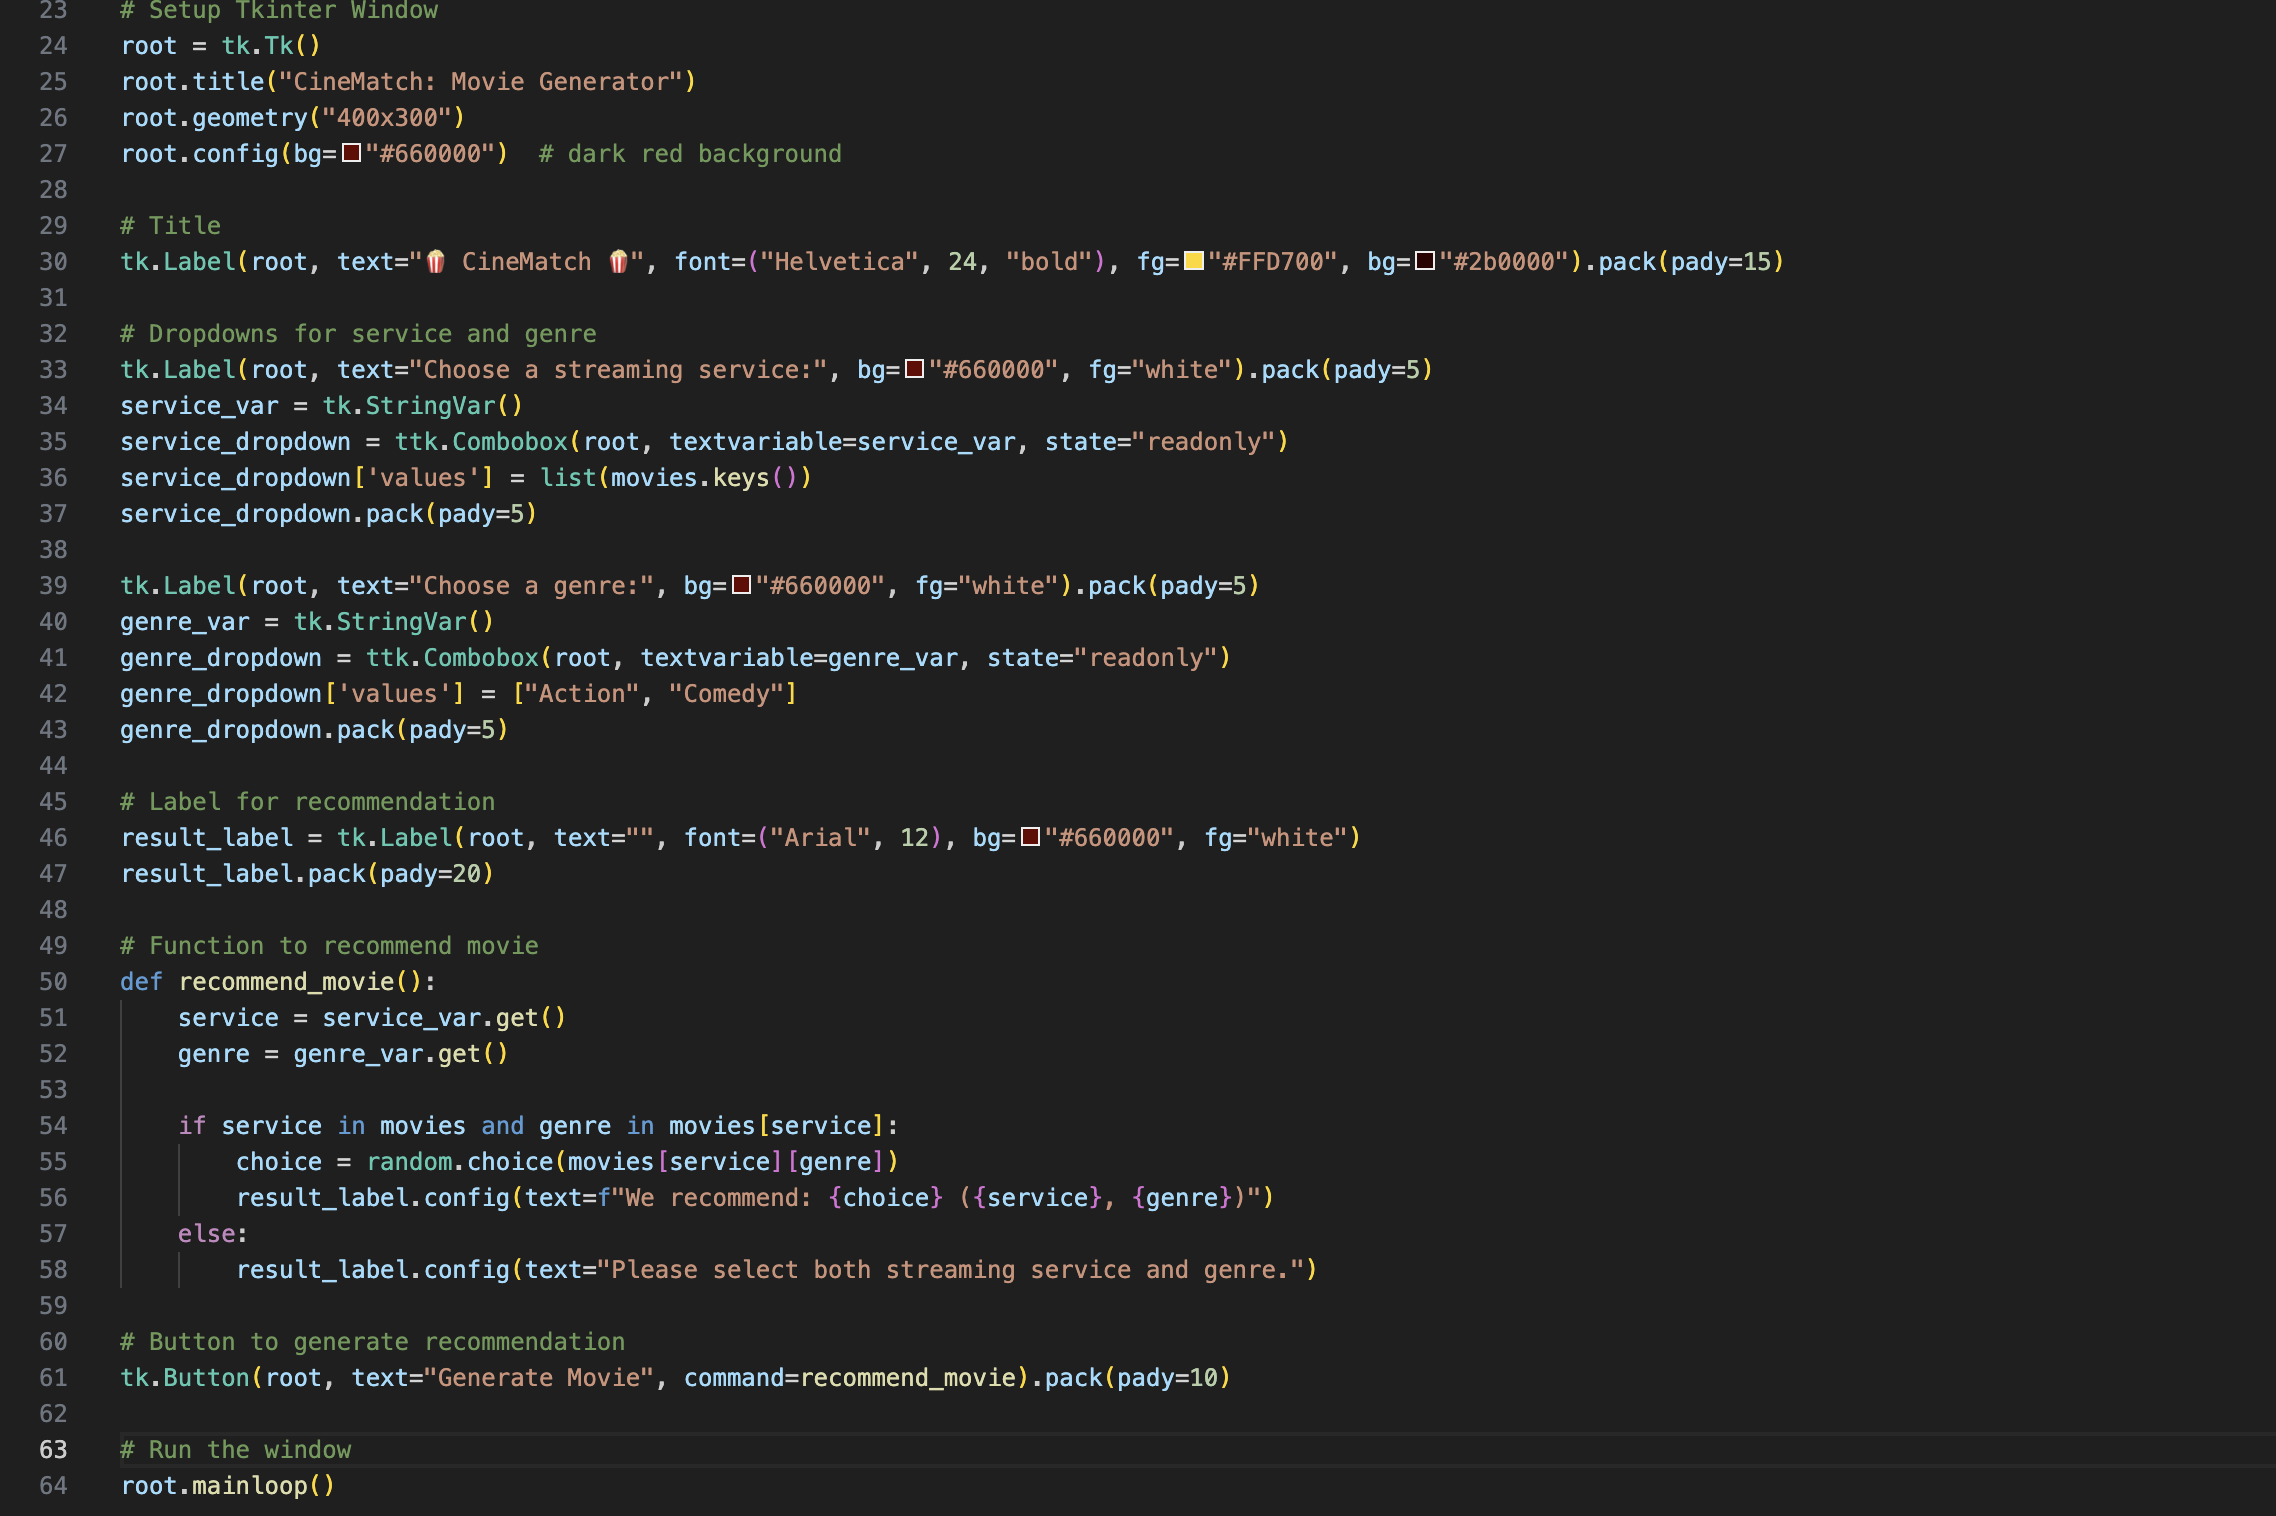 23 # Setup Tkinter Window
24 root = tk.Tk()
25 root.title("CineMatch: Movie Generator")
26 root.geometry("400x300")
27 root.config(bg="#660000")  # dark red background
28
29 # Title
30 tk.Label(root, text="🍿 CineMatch 🍿", font=("Helvetica", 24, "bold"), fg="#FFD700", bg="#2b0000").pack(pady=15)
31
32 # Dropdowns for service and genre
33 tk.Label(root, text="Choose a streaming service:", bg="#660000", fg="white").pack(pady=5)
34 service_var = tk.StringVar()
35 service_dropdown = ttk.Combobox(root, textvariable=service_var, state="readonly")
36 service_dropdown['values'] = list(movies.keys())
37 service_dropdown.pack(pady=5)
38
39 tk.Label(root, text="Choose a genre:", bg="#660000", fg="white").pack(pady=5)
40 genre_var = tk.StringVar()
41 genre_dropdown = ttk.Combobox(root, textvariable=genre_var, state="readonly")
42 genre_dropdown['values'] = ["Action", "Comedy"]
43 genre_dropdown.pack(pady=5)
44
45 # Label for recommendation
46 result_label = tk.Label(root, text="", font=("Arial", 12), bg="#660000", fg="white")
47 result_label.pack(pady=20)
48
49 # Function to recommend movie
50 def recommend_movie():
51     service = service_var.get()
52     genre = genre_var.get()
53
54     if service in movies and genre in movies[service]:
55         choice = random.choice(movies[service][genre])
56         result_label.config(text=f"We recommend: {choice} ({service}, {genre})")
57     else:
58         result_label.config(text="Please select both streaming service and genre.")
59
60 # Button to generate recommendation
61 tk.Button(root, text="Generate Movie", command=recommend_movie).pack(pady=10)
62
63 # Run the window
64 root.mainloop()